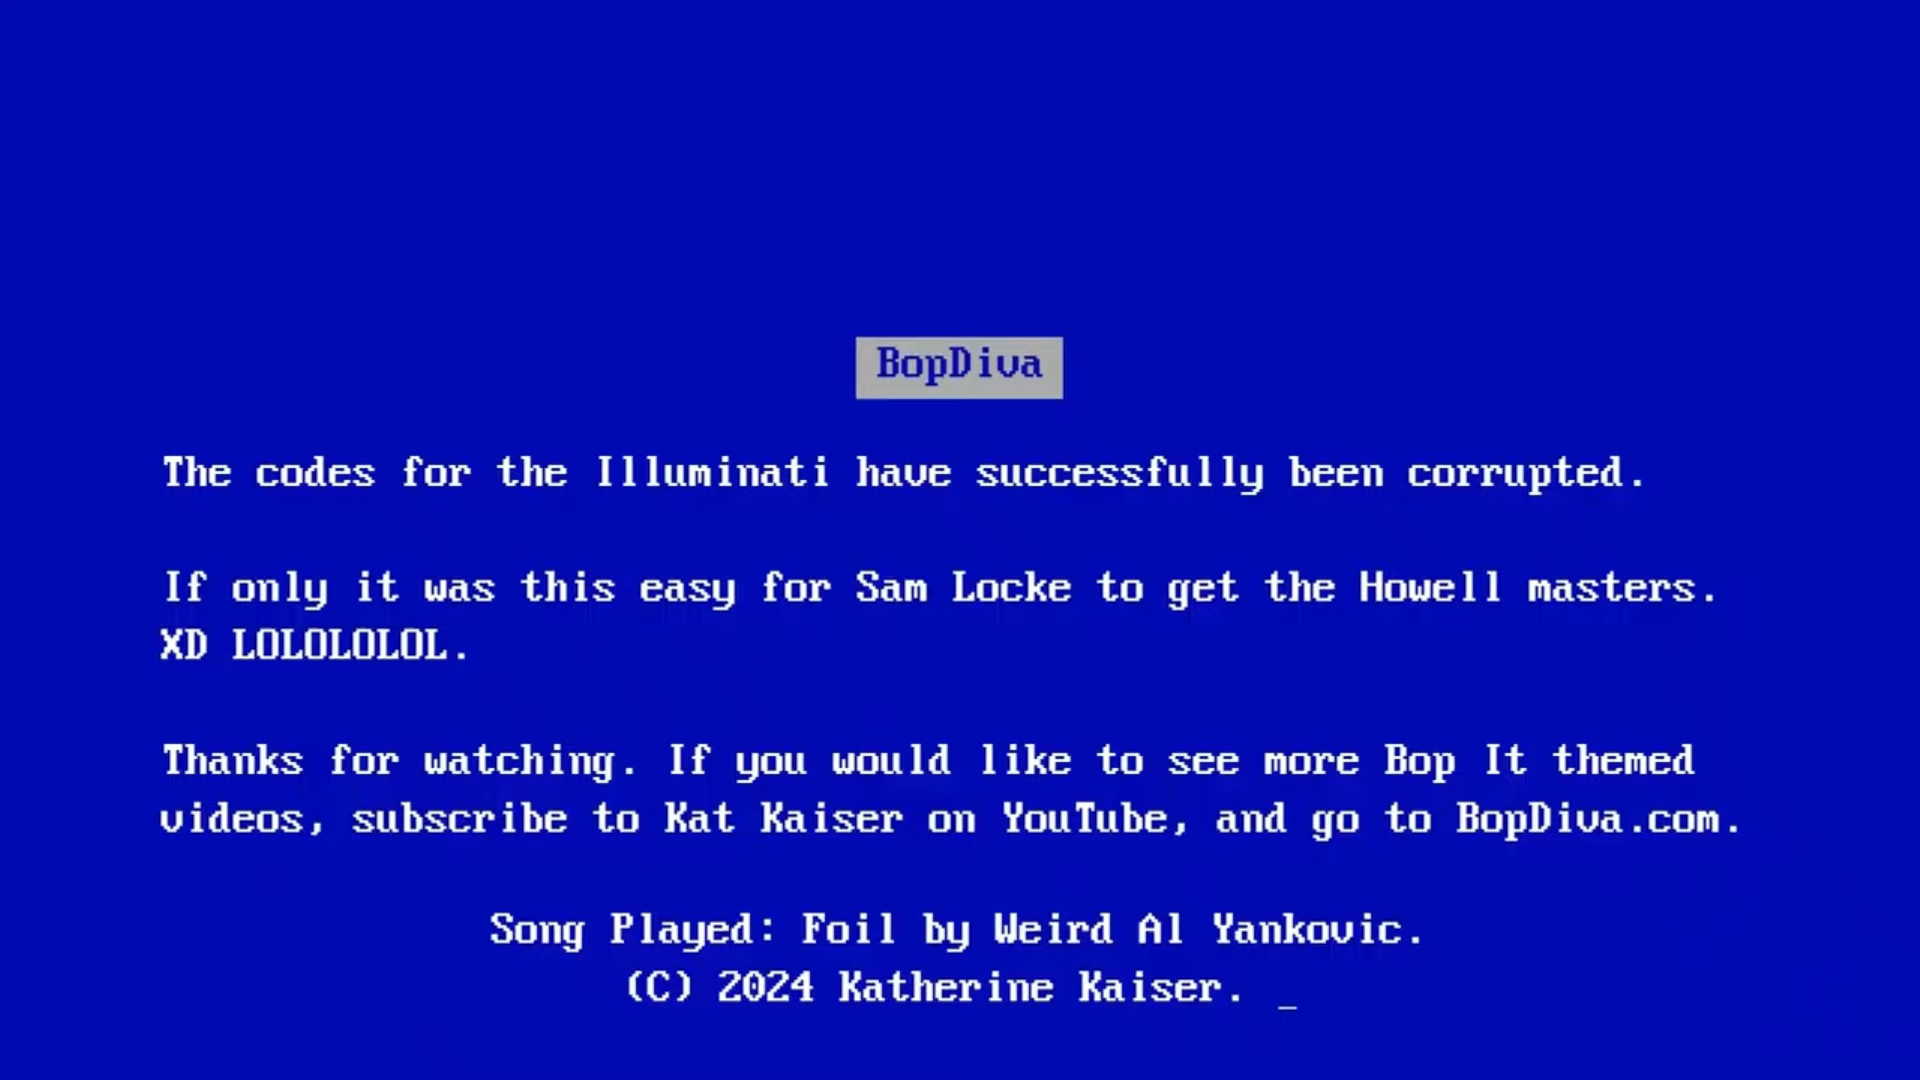 BopDiva
The codes for the Illuminati have successfully been corrupted.
If only it was this easy for Sam Locke to get the Howell masters.
XD LOLOLOLOL.
Thanks for watching. If you would like to see more Bop It themed
videos, subscribe to Kat Kaiser on YouTube, and go to BopDiva.com.
Song Played: Foil by Weird Al Yankovic.
(C) 2024 Katherine Kaiser. _